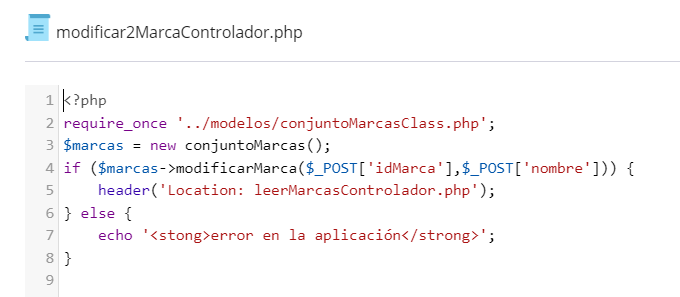 modificar2MarcaControlador.php
1 <?php
2 require_once '../modelos/conjuntoMarcasClass.php';
3 $marcas = new conjuntoMarcas();
4 if ($marcas->modificarMarca($_POST['idMarca'],$_POST['nombre'])) {
5     header('Location: leerMarcasControlador.php');
6 } else {
7     echo '<stong>error en la aplicación</strong>';
8 }
9